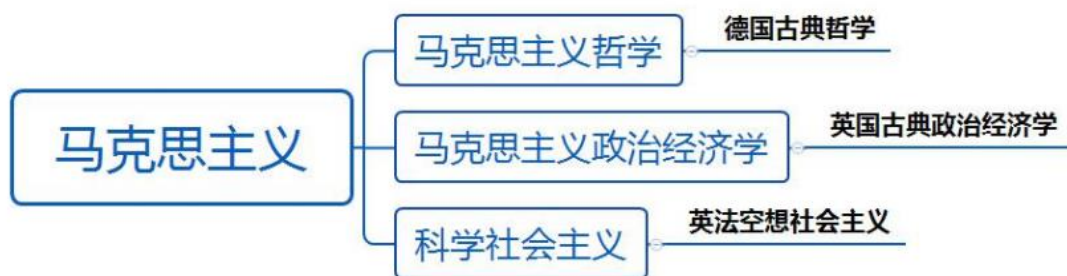 马克思主义
马克思主义哲学
德国古典哲学
马克思主义政治经济学
英国古典政治经济学
科学社会主义
英法空想社会主义